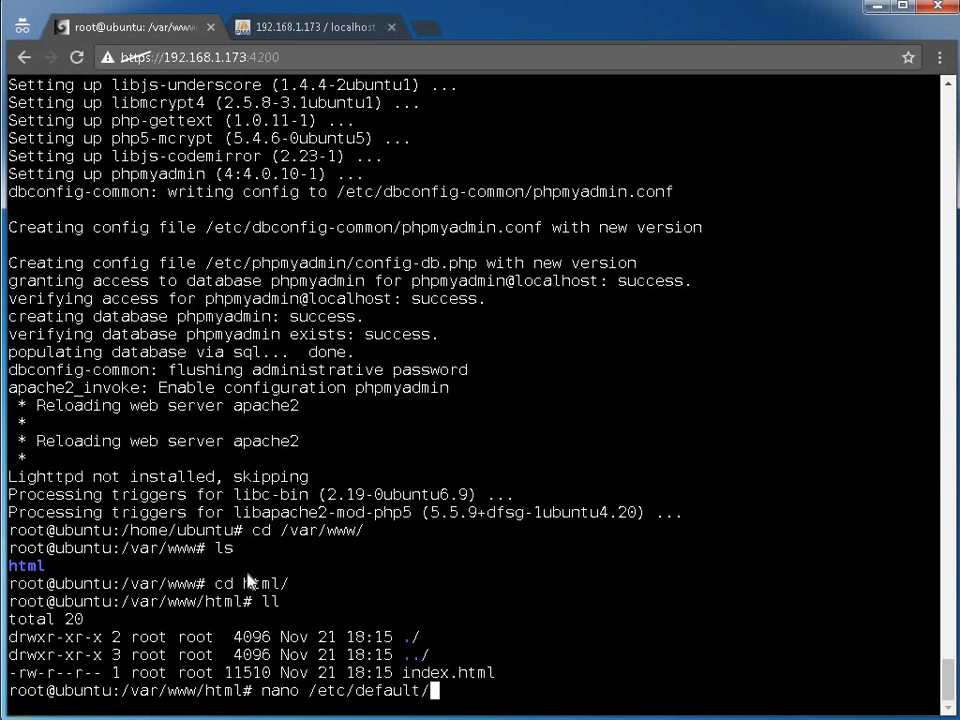 root@ubuntu: /var/www
192.168.1.173 / localhost
https://192.168.1.173:4200
Setting up libjs-underscore (1.4.4-2ubuntu1) ...
Setting up libmcrypt4 (2.5.8-3.1ubuntu1) ...
Setting up php-gettext (1.0.11-1) ...
Setting up php5-mcrypt (5.4.6-0ubuntu5) ...
Setting up libjs-codemirror (2.23-1) ...
Setting up phpmyadmin (4:4.0.10-1) ...
dbconfig-common: writing config to /etc/dbconfig-common/phpmyadmin.conf
Creating config file /etc/dbconfig-common/phpmyadmin.conf with new version
Creating config file /etc/phpmyadmin/config-db.php with new version
granting access to database phpmyadmin for phpmyadmin@localhost: success.
verifying access for phpmyadmin@localhost: success.
creating database phpmyadmin: success.
verifying database phpmyadmin exists: success.
populating database via sql...  done.
dbconfig-common: flushing administrative password
apache2_invoke: Enable configuration phpmyadmin
 * Reloading web server apache2
 *
 * Reloading web server apache2
 *
Lighttpd not installed, skipping
Processing triggers for libc-bin (2.19-0ubuntu6.9) ...
Processing triggers for libapache2-mod-php5 (5.5.9+dfsg-1ubuntu4.20) ...
root@ubuntu:/home/ubuntu# cd /var/www/
root@ubuntu:/var/www# ls
html
root@ubuntu:/var/www# cd html/
root@ubuntu:/var/www/html# ll
total 20
drwxr-xr-x 2 root root  4096 Nov 21 18:15 ./
drwxr-xr-x 3 root root  4096 Nov 21 18:15 ../
-rw-r--r-- 1 root root 11510 Nov 21 18:15 index.html
root@ubuntu:/var/www/html# nano /etc/default/